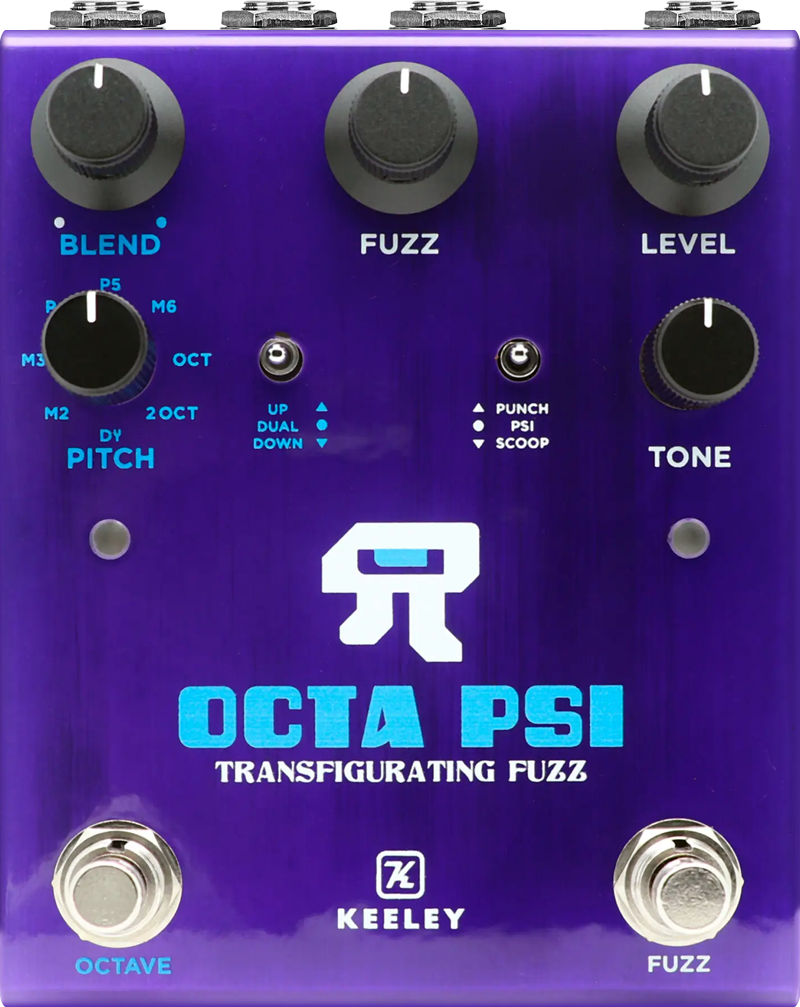 BLEND
FUZZ
LEVEL
P5
M6
M3
OCT
M2
2OCT
DY
PITCH
UP
DUAL
DOWN
PUNCH
PSI
SCOOP
TONE
OCTA PSI
TRANSFIGURATING FUZZ
KEELEY
OCTAVE
FUZZ